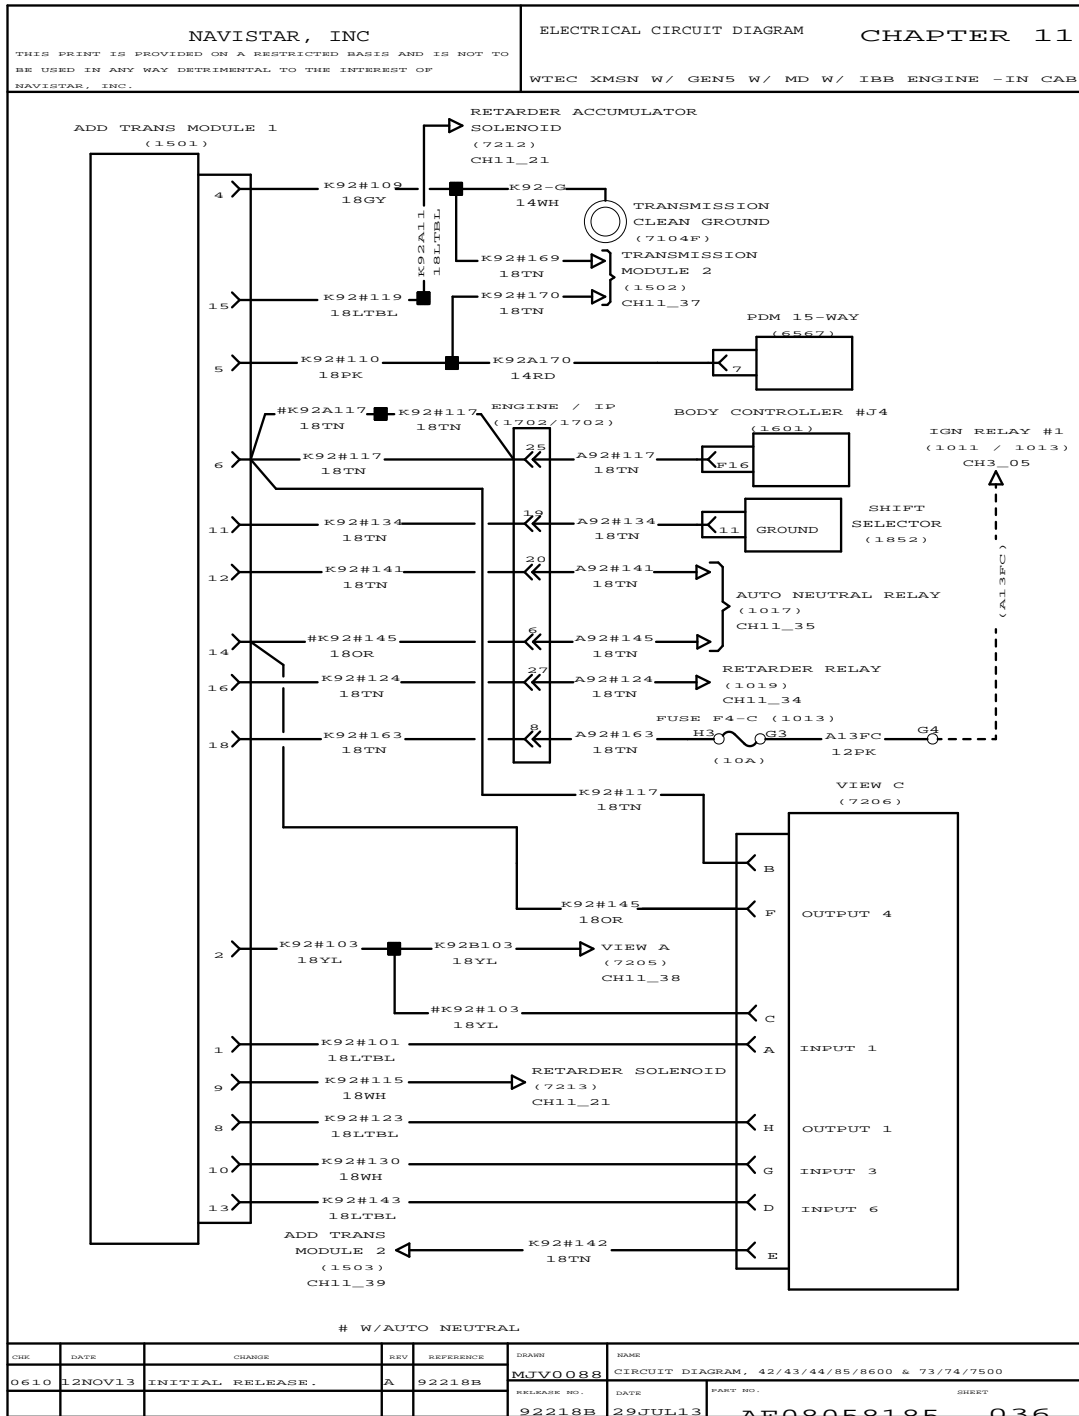 NAVISTAR, INC
THIS PRINT IS PROVIDED ON A RESTRICTED BASIS AND IS NOT TO
BE USED IN ANY WAY DETRIMENTAL TO THE INTEREST OF
NAVISTAR, INC.
ELECTRICAL CIRCUIT DIAGRAM
CHAPTER 11
WTEC XMSN W/ GEN5 W/ MD W/ IBB ENGINE -IN CAB
ADD TRANS MODULE 1
(1501)
RETARDER ACCUMULATOR
SOLENOID
(7212)
CH11_21
4
K92#109
18GY
K92-G
14WH
TRANSMISSION
CLEAN GROUND
(7104F)
K92A11
18LTBL
K92#169
18TN
TRANSMISSION
MODULE 2
(1502)
CH11_37
15
K92#119
18LTBL
K92#170
18TN
PDM 15-WAY
(6567)
5
K92#110
18PK
K92A170
14RD
7
#K92A117
18TN
K92#117
18TN
ENGINE / IP
(1702/1702)
BODY CONTROLLER #J4
(1601)
IGN RELAY #1
(1011 / 1013)
CH3_05
6
K92#117
18TN
25
A92#117
18TN
F16
11
K92#134
18TN
19
A92#134
18TN
11
GROUND
SHIFT
SELECTOR
(1852)
12
K92#141
18TN
20
A92#141
18TN
(A13FC)
AUTO NEUTRAL RELAY
(1017)
CH11_35
14
#K92#145
18OR
6
A92#145
18TN
16
K92#124
18TN
27
A92#124
18TN
RETARDER RELAY
(1019)
CH11_34
FUSE F4-C (1013)
18
K92#163
18TN
8
A92#163
18TN
H3
G3
(10A)
A13FC
12PK
G4
K92#117
18TN
VIEW C
(7206)
B
K92#145
18OR
F
OUTPUT 4
2
K92#103
18YL
K92B103
18YL
VIEW A
(7205)
CH11_38
#K92#103
18YL
C
1
K92#101
18LTBL
A
INPUT 1
9
K92#115
18WH
RETARDER SOLENOID
(7213)
CH11_21
8
K92#123
18LTBL
H
OUTPUT 1
10
K92#130
18WH
G
INPUT 3
13
K92#143
18LTBL
D
INPUT 6
ADD TRANS
MODULE 2
(1503)
CH11_39
K92#142
18TN
E
# W/AUTO NEUTRAL
CHK DATE CHANGE REV REFERENCE
0610 12NOV13 INITIAL RELEASE. A 92218B
DRAWN
MJV0088
NAME
CIRCUIT DIAGRAM, 42/43/44/85/8600 & 73/74/7500
RELEASE NO.
92218B
DATE
29JUL13
PART NO.
AE08058185
SHEET
036